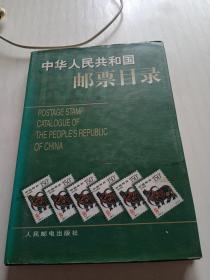 中华人民共和国
邮票目录
POSTAGE STAMP
CATALOGUE OF
THE PEOPLE'S REPUBLIC
OF CHINA
人民邮电出版社